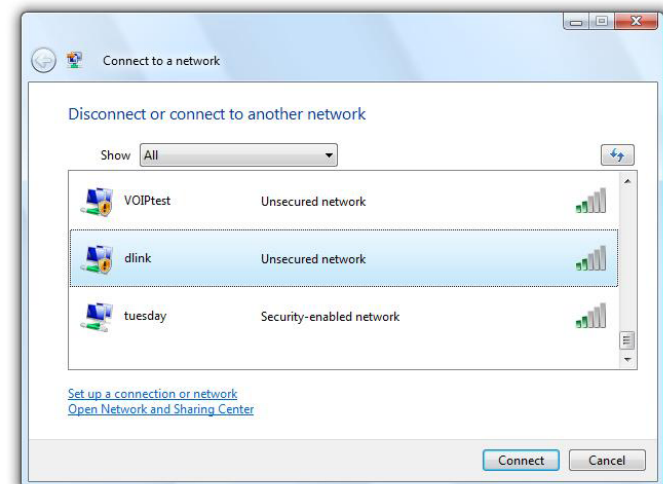 Connect to a network
Disconnect or connect to another network
Show All
VOIPtest Unsecured network
dlink Unsecured network
tuesday Security-enabled network
Set up a connection or network
Open Network and Sharing Center
Connect Cancel